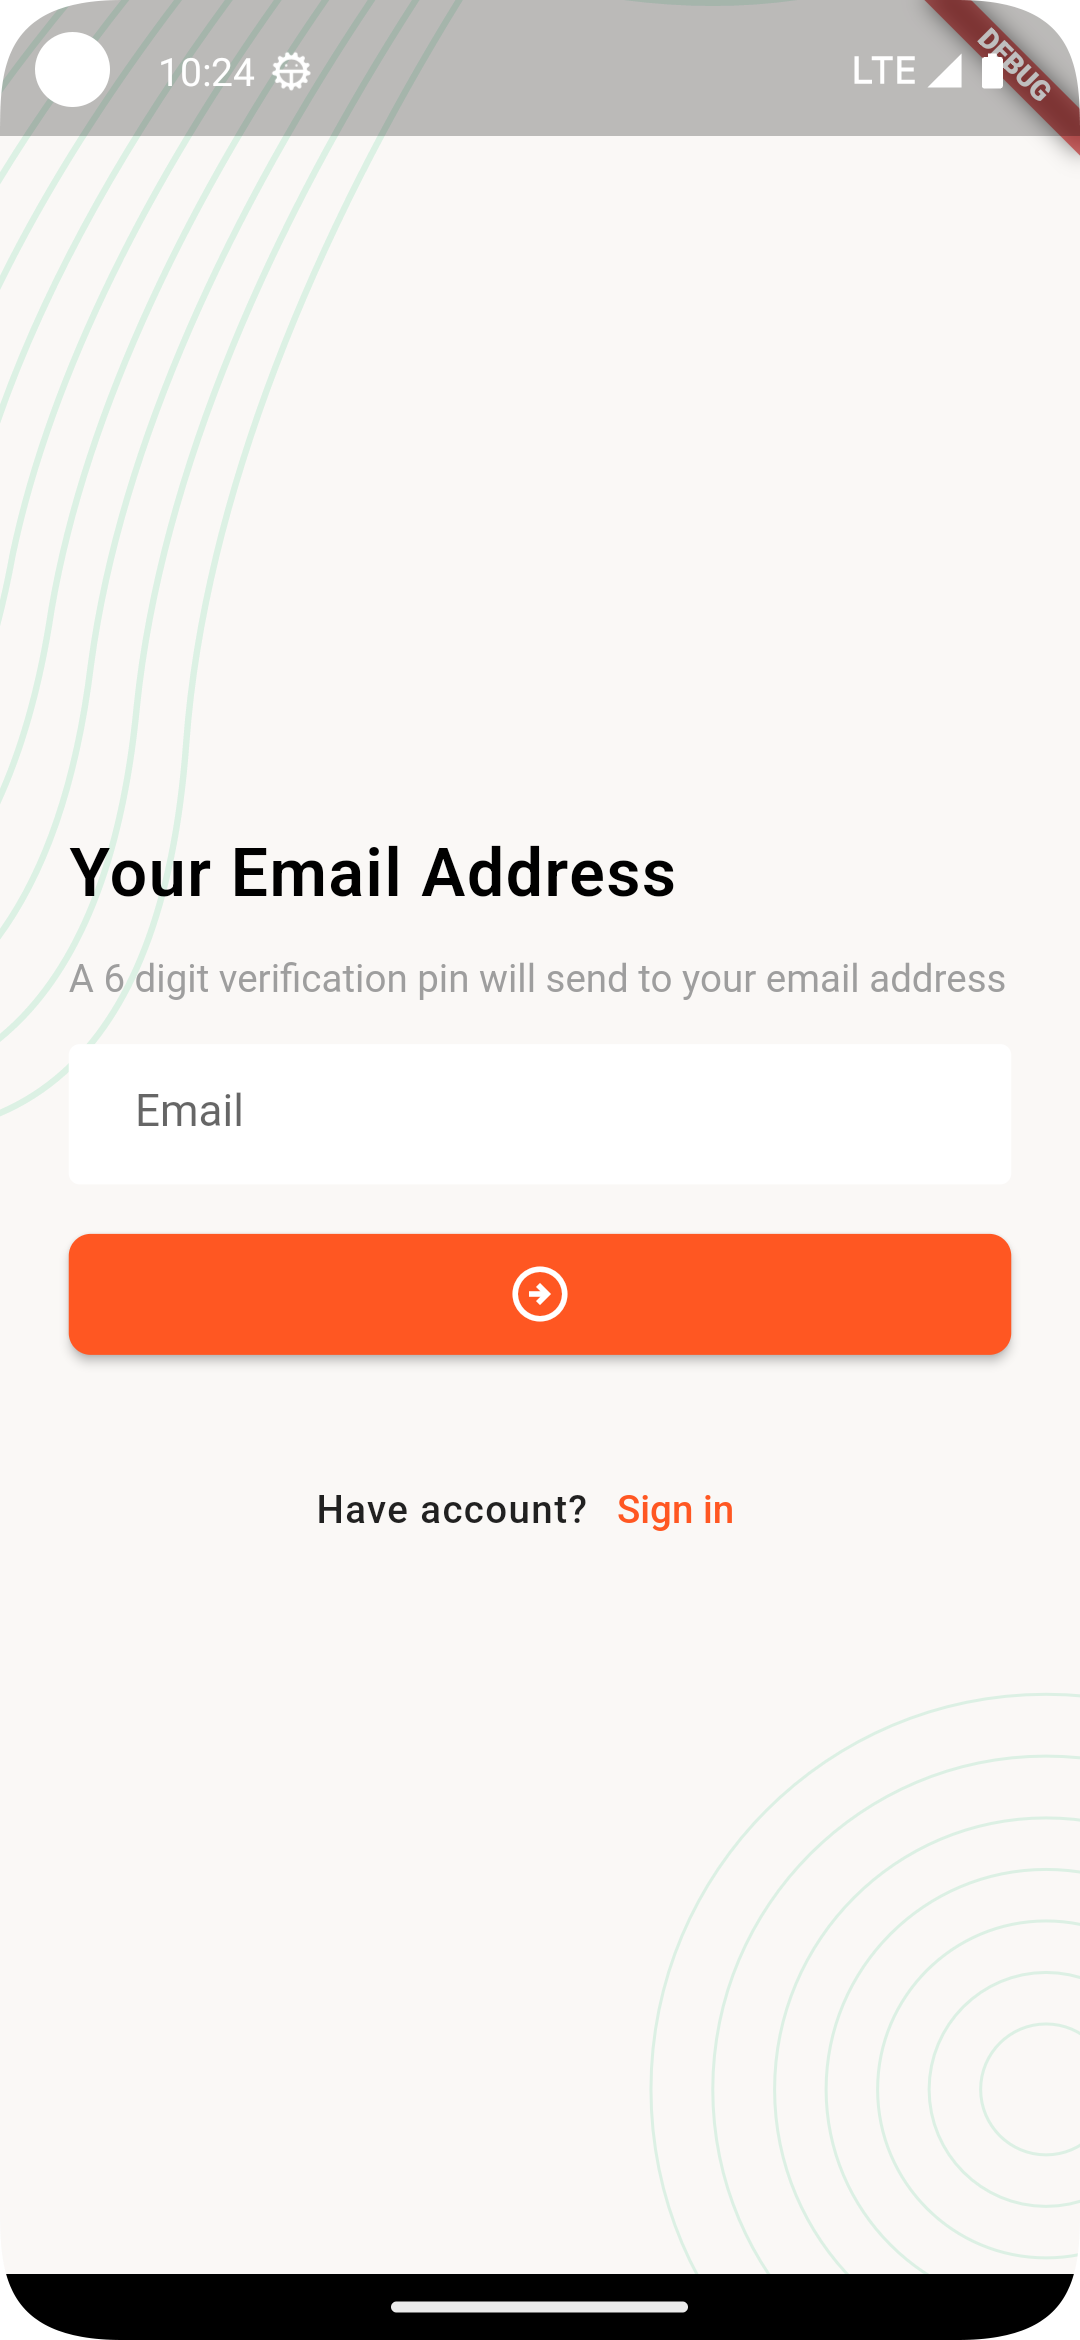 10:24
LTE
DEBUG
Your Email Address
A 6 digit verification pin will send to your email address
Email
Have account? Sign in